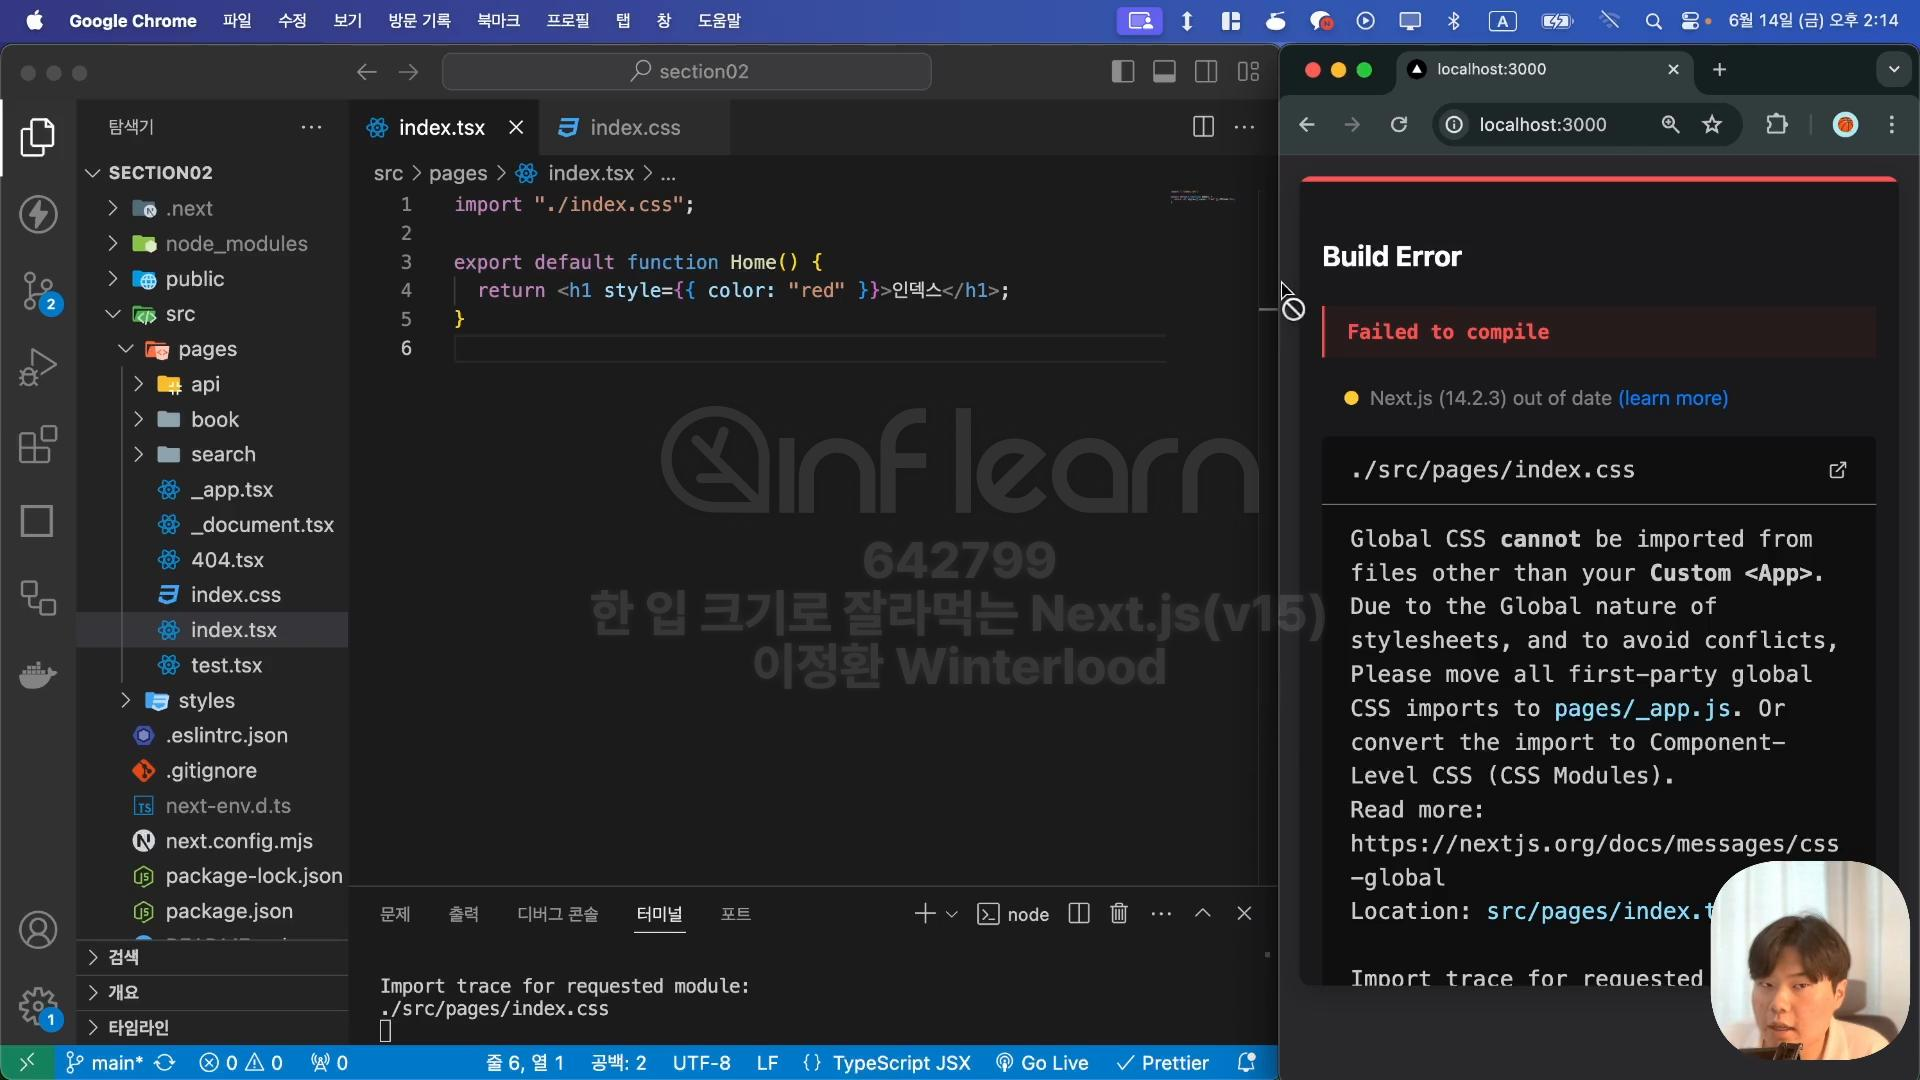 Google Chrome 파일 수정 보기 방문 기록 북마크 프로필 탭 창 도움말
A
6월 14일 (금) 오후 2:14
section02
localhost:3000
탐색기
index.tsx
index.css
localhost:3000
SECTION02
src > pages > index.tsx > ...
.next
node_modules
public
src
pages
api
book
search
_app.tsx
_document.tsx
404.tsx
index.css
index.tsx
test.tsx
styles
.eslintrc.json
.gitignore
next-env.d.ts
next.config.mjs
package-lock.json
package.json
검색
개요
타임라인
2
1
1 import "./index.css";
2
3 export default function Home() {
4 return <h1 style={{ color: "red" }}>인덱스</h1>;
5 }
6
inflearn
642799
한 입 크기로 잘라먹는 Next.js(v15)
이정환 Winterlood
문제 출력 디버그 콘솔 터미널 포트
node
Import trace for requested module:
./src/pages/index.css
Build Error
Failed to compile
Next.js (14.2.3) out of date (learn more)
./src/pages/index.css
Global CSS cannot be imported from
files other than your Custom <App>.
Due to the Global nature of
stylesheets, and to avoid conflicts,
Please move all first-party global
CSS imports to pages/_app.js. Or
convert the import to Component-
Level CSS (CSS Modules).
Read more:
https://nextjs.org/docs/messages/css
-global
Location: src/pages/index.t
Import trace for requested
main* 0 0 0 줄 6, 열 1 공백: 2 UTF-8 LF {} TypeScript JSX Go Live Prettier